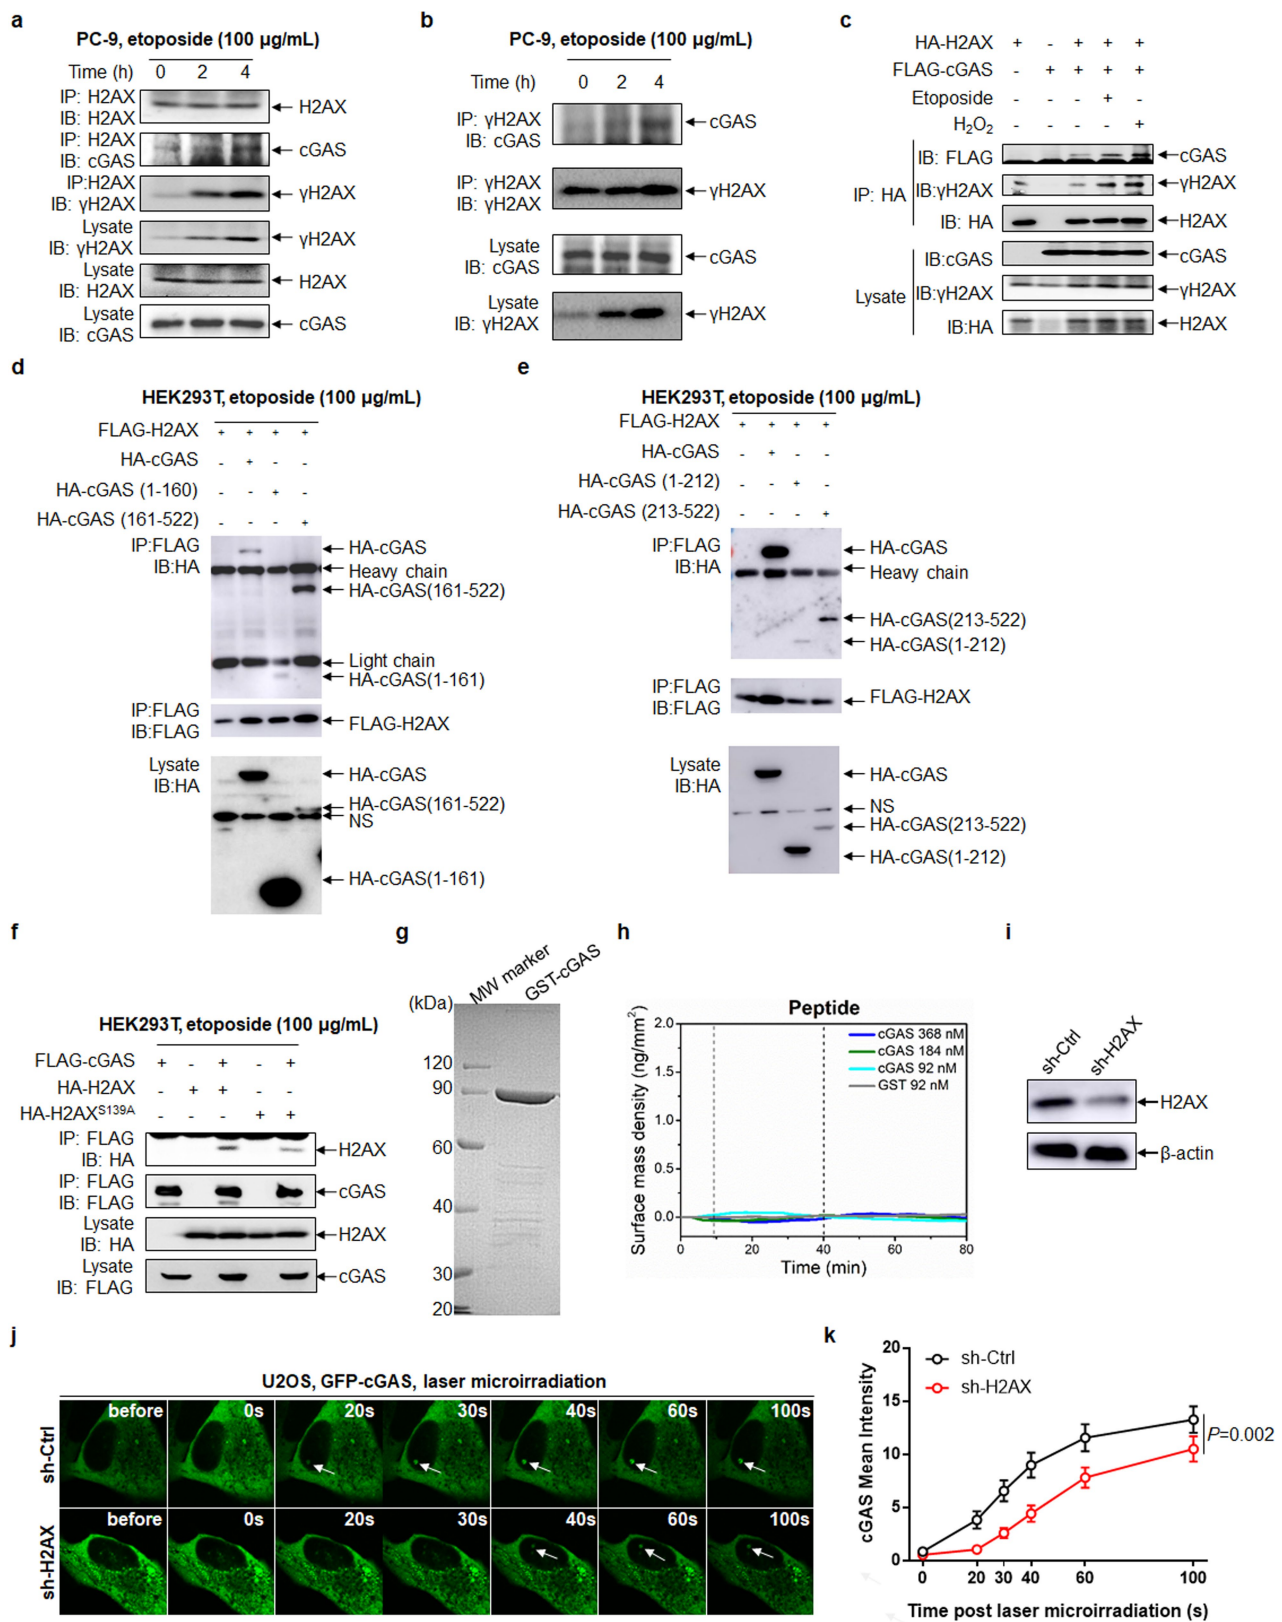 a
PC-9, etoposide (100 µg/mL)
Time (h) 0 2 4
IP: H2AX
IB: H2AX
H2AX
IP: H2AX
IB: cGAS
cGAS
IP:H2AX
IB: γH2AX
γH2AX
Lysate
IB: γH2AX
γH2AX
Lysate
IB: H2AX
H2AX
Lysate
IB: cGAS
cGAS
b
PC-9, etoposide (100 µg/mL)
Time (h) 0 2 4
IP: γH2AX
IB: cGAS
cGAS
IP: γH2AX
IB: γH2AX
γH2AX
Lysate
IB: cGAS
cGAS
Lysate
IB: γH2AX
γH2AX
c
HA-H2AX + - + + +
FLAG-cGAS - + + + +
Etoposide - - - + -
H2O2 - - - - +
IP: HA
IB: FLAG
cGAS
IB:γH2AX
γH2AX
IB: HA
H2AX
Lysate
IB:cGAS
cGAS
IB:γH2AX
γH2AX
IB:HA
H2AX
d
HEK293T, etoposide (100 µg/mL)
FLAG-H2AX + + + +
HA-cGAS - + - -
HA-cGAS (1-160) - - + -
HA-cGAS (161-522) - - - +
IP:FLAG
IB:HA
HA-cGAS
Heavy chain
HA-cGAS(161-522)
Light chain
HA-cGAS(1-161)
IP:FLAG
IB:FLAG
FLAG-H2AX
Lysate
IB:HA
HA-cGAS
HA-cGAS(161-522)
NS
HA-cGAS(1-161)
e
HEK293T, etoposide (100 µg/mL)
FLAG-H2AX + + + +
HA-cGAS - + - -
HA-cGAS (1-212) - - + -
HA-cGAS (213-522) - - - +
IP:FLAG
IB:HA
HA-cGAS
Heavy chain
HA-cGAS(213-522)
HA-cGAS(1-212)
IP:FLAG
IB:FLAG
FLAG-H2AX
Lysate
IB:HA
HA-cGAS
NS
HA-cGAS(213-522)
HA-cGAS(1-212)
f
HEK293T, etoposide (100 µg/mL)
FLAG-cGAS + - + - +
HA-H2AX - + + - -
HA-H2AXS139A - - - + +
IP: FLAG
IB: HA
H2AX
IP: FLAG
IB: FLAG
cGAS
Lysate
IB: HA
H2AX
Lysate
IB: FLAG
cGAS
g
MW marker
GST-cGAS
(kDa)
120
90
60
40
30
20
h
Peptide
Surface mass density (ng/mm2)
2.0
1.5
1.0
0.5
0.0
cGAS 368 nM
cGAS 184 nM
cGAS 92 nM
GST 92 nM
0 20 40 60 80
Time (min)
i
sh-Ctrl
sh-H2AX
H2AX
β-actin
j
U2OS, GFP-cGAS, laser microirradiation
sh-Ctrl
before 0s 20s 30s 40s 60s 100s
sh-H2AX
before 0s 20s 30s 40s 60s 100s
k
cGAS Mean Intensity
20
15
10
5
0
sh-Ctrl
sh-H2AX
P=0.002
0 20 30 40 60 100
Time post laser microirradiation (s)